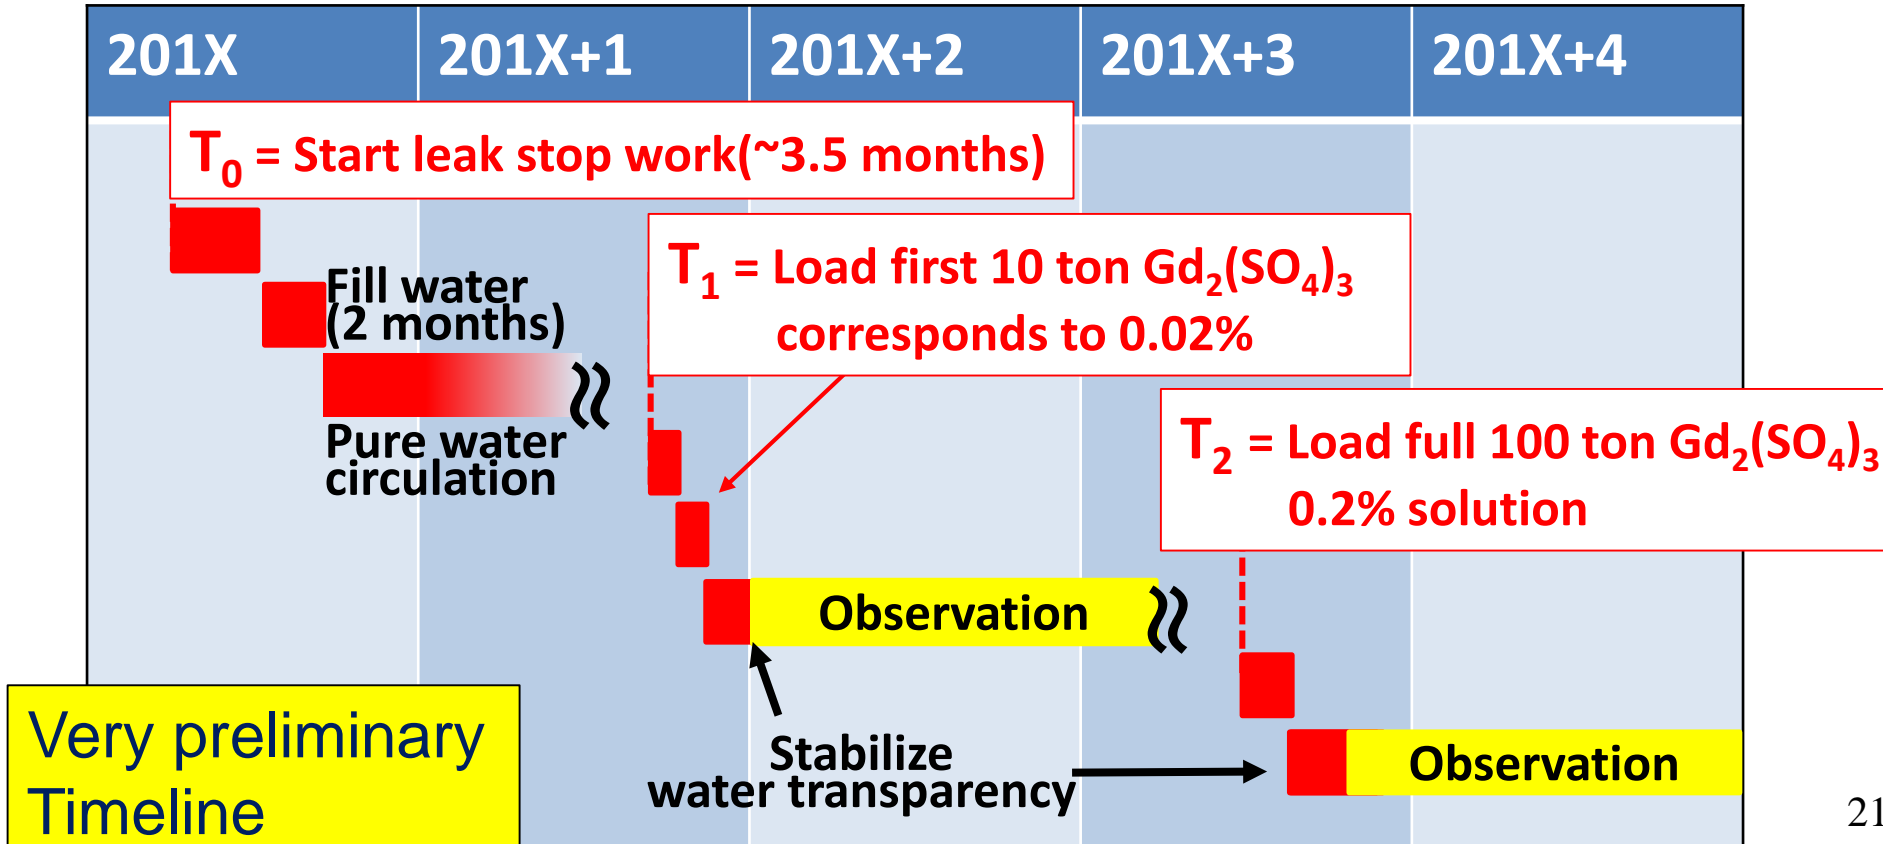 201X 201X+1 201X+2 201X+3 201X+4
T₀ = Start leak stop work(~3.5 months)
Fill water
(2 months)
T₁ = Load first 10 ton Gd₂(SO₄)₃
corresponds to 0.02%
Pure water
circulation
T₂ = Load full 100 ton Gd₂(SO₄)₃
0.2% solution
Observation
Stabilize
water transparency
Observation
Very preliminary
Timeline
21